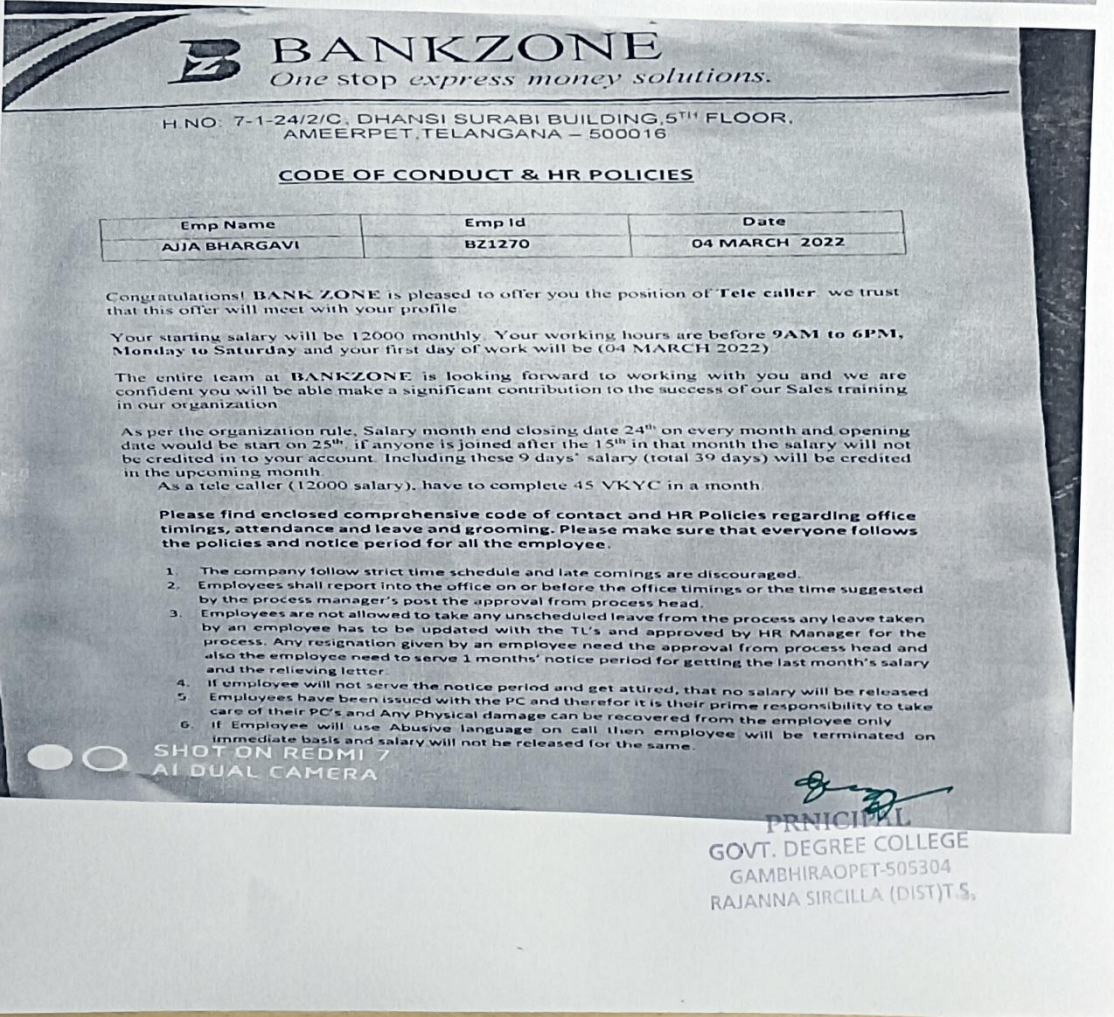 BANKZONE
One stop express money solutions.
H.NO: 7-1-24/2/C, DHANSI SURABI BUILDING,5TH FLOOR,
AMEERPET,TELANGANA – 500016
CODE OF CONDUCT & HR POLICIES
Emp Name Emp Id Date
AJJA BHARGAVI BZ1270 04 MARCH 2022
Congratulations! BANK ZONE is pleased to offer you the position of Tele caller. we trust
that this offer will meet with your profile.
Your starting salary will be 12000 monthly. Your working hours are before 9AM to 6PM,
Monday to Saturday and your first day of work will be (04 MARCH 2022)
The entire team at BANKZONE is looking forward to working with you and we are
confident you will be able make a significant contribution to the success of our Sales training
in our organization
As per the organization rule, Salary month end closing date 24th on every month and opening
date would be start on 25th, if anyone is joined after the 15th in that month the salary will not
be credited in to your account. Including these 9 days' salary (total 39 days) will be credited
in the upcoming month.
As a tele caller (12000 salary), have to complete 45 VKYC in a month.
Please find enclosed comprehensive code of contact and HR Policies regarding office
timings, attendance and leave and grooming. Please make sure that everyone follows
the policies and notice period for all the employee.
1. The company follow strict time schedule and late comings are discouraged.
2. Employees shall report into the office on or before the office timings or the time suggested
by the process manager's post the approval from process head.
3. Employees are not allowed to take any unscheduled leave from the process any leave taken
by an employee has to be updated with the TL's and approved by HR Manager for the
process. Any resignation given by an employee need the approval from process head and
also the employee need to serve 1 months' notice period for getting the last month's salary
and the relieving letter.
4. If employee will not serve the notice period and get attired, that no salary will be released
5. Employees have been issued with the PC and therefor it is their prime responsibility to take
care of their PC's and Any Physical damage can be recovered from the employee only
6. If Employee will use Abusive language on call then employee will be terminated on
immediate basis and salary will not be released for the same.
SHOT ON REDMI 7
AI DUAL CAMERA
PRNICIPAL
GOVT. DEGREE COLLEGE
GAMBHIRAOPET-505304
RAJANNA SIRCILLA (DIST)T.S.